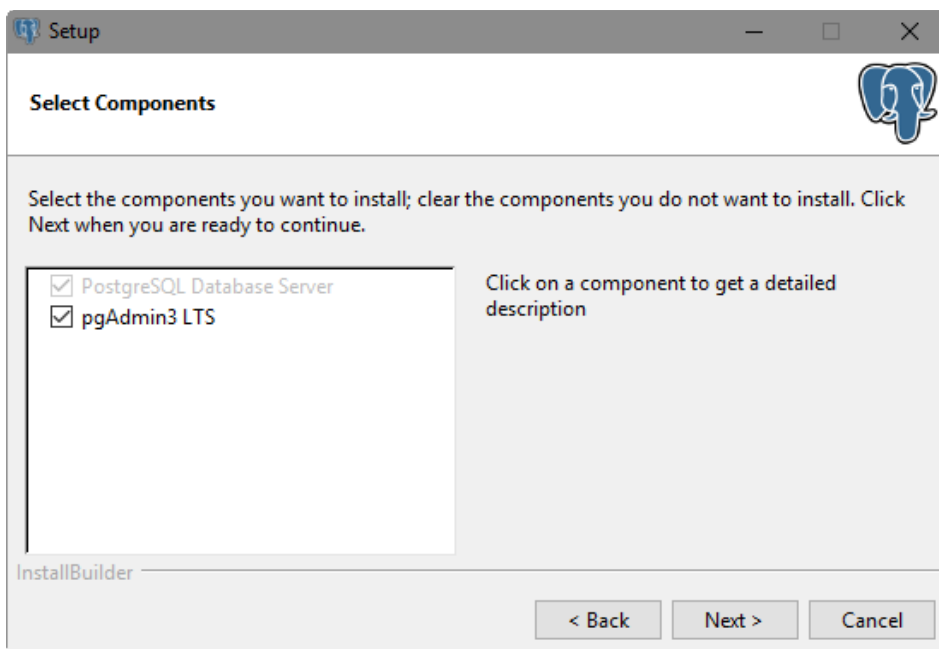 Setup
Select Components
Select the components you want to install; clear the components you do not want to install. Click
Next when you are ready to continue.
PostgreSQL Database Server
pgAdmin3 LTS
Click on a component to get a detailed
description
InstallBuilder
< Back
Next >
Cancel